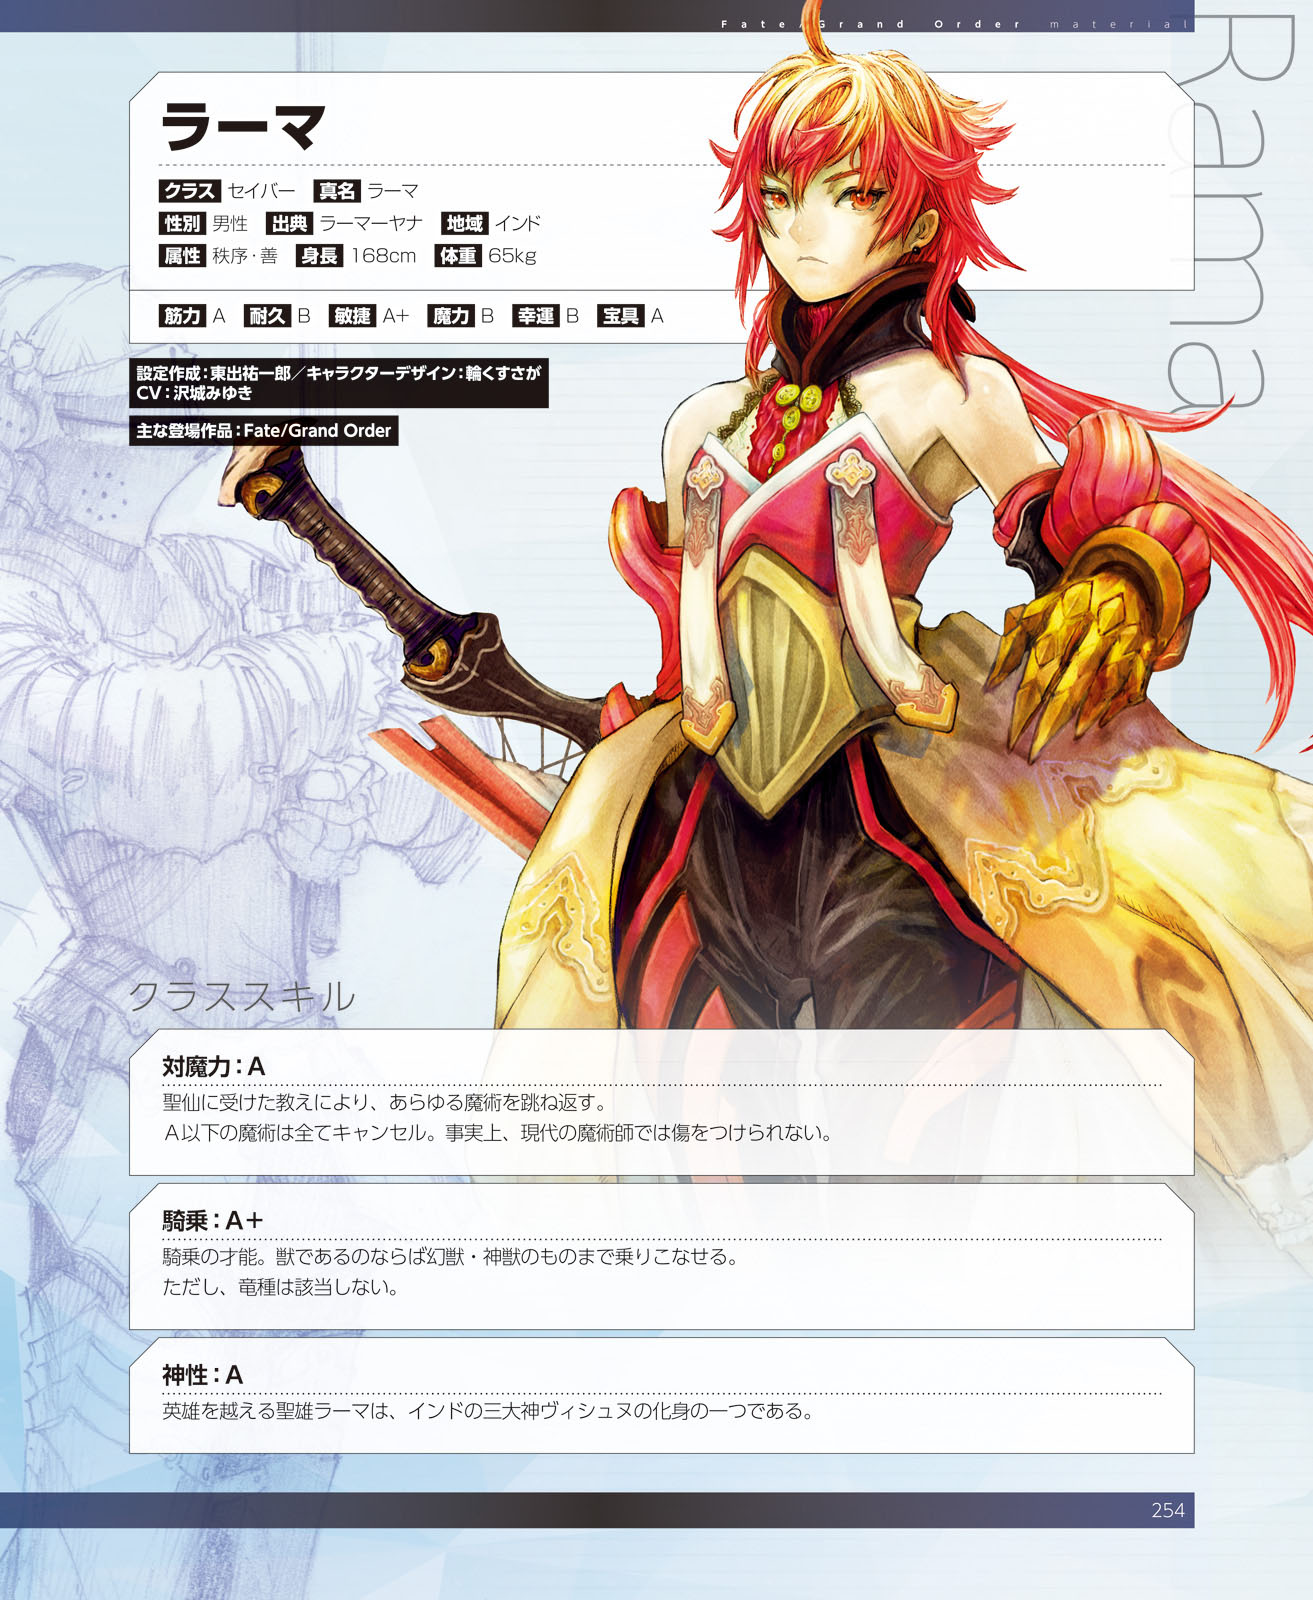 Fate/Grand Order material
Rama
ラーマ
クラス セイバー 真名 ラーマ
性別 男性 出典 ラーマーヤナ 地域 インド
属性 秩序・善 身長 168cm 体重 65kg
筋力 A 耐久 B 敏捷 A+ 魔力 B 幸運 B 宝具 A
設定作成：東出祐一郎／キャラクターデザイン：輪くすさが
CV：沢城みゆき
主な登場作品：Fate/Grand Order
クラススキル
対魔力：A
聖仙に受けた教えにより、あらゆる魔術を跳ね返す。
Ａ以下の魔術は全てキャンセル。事実上、現代の魔術師では傷をつけられない。
騎乗：A＋
騎乗の才能。獣であるのならば幻獣・神獣のものまで乗りこなせる。
ただし、竜種は該当しない。
神性：A
英雄を越える聖雄ラーマは、インドの三大神ヴィシュヌの化身の一つである。
254